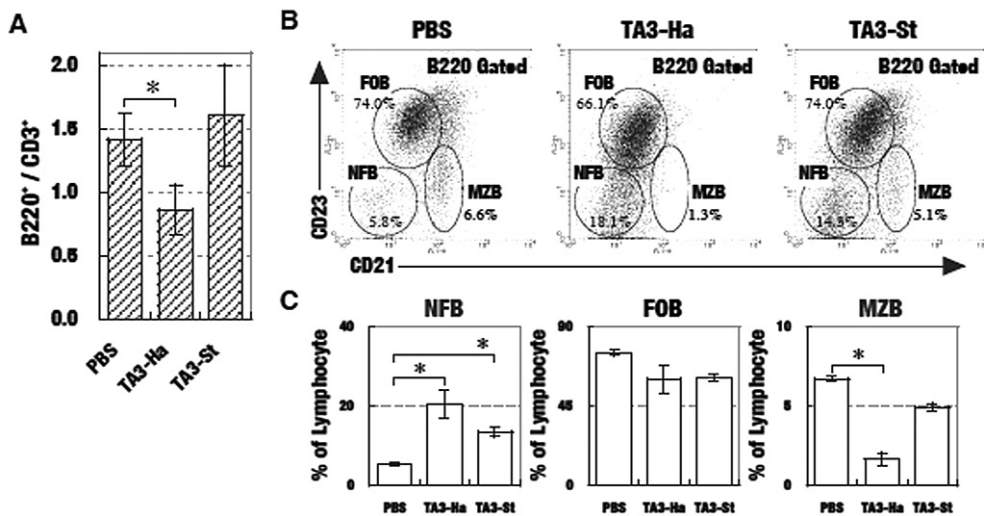 A
B220⁺ / CD3⁺
2.0
1.5
1.0
0.5
0.0
*
PBS
TA3-Ha
TA3-St
B
PBS
TA3-Ha
TA3-St
B220 Gated
FOB
74.0%
NFB
5.8%
MZB
6.6%
B220 Gated
FOB
66.1%
NFB
18.1%
MZB
1.3%
B220 Gated
FOB
74.0%
NFB
MZB
5.1%
CD23
CD21
C
NFB
% of Lymphocyte
40
20
0
*
*
PBS
TA3-Ha
TA3-St
FOB
% of Lymphocyte
90
45
0
PBS
TA3-Ha
TA3-St
MZB
% of Lymphocyte
10
5
0
*
PBS
TA3-Ha
TA3-St